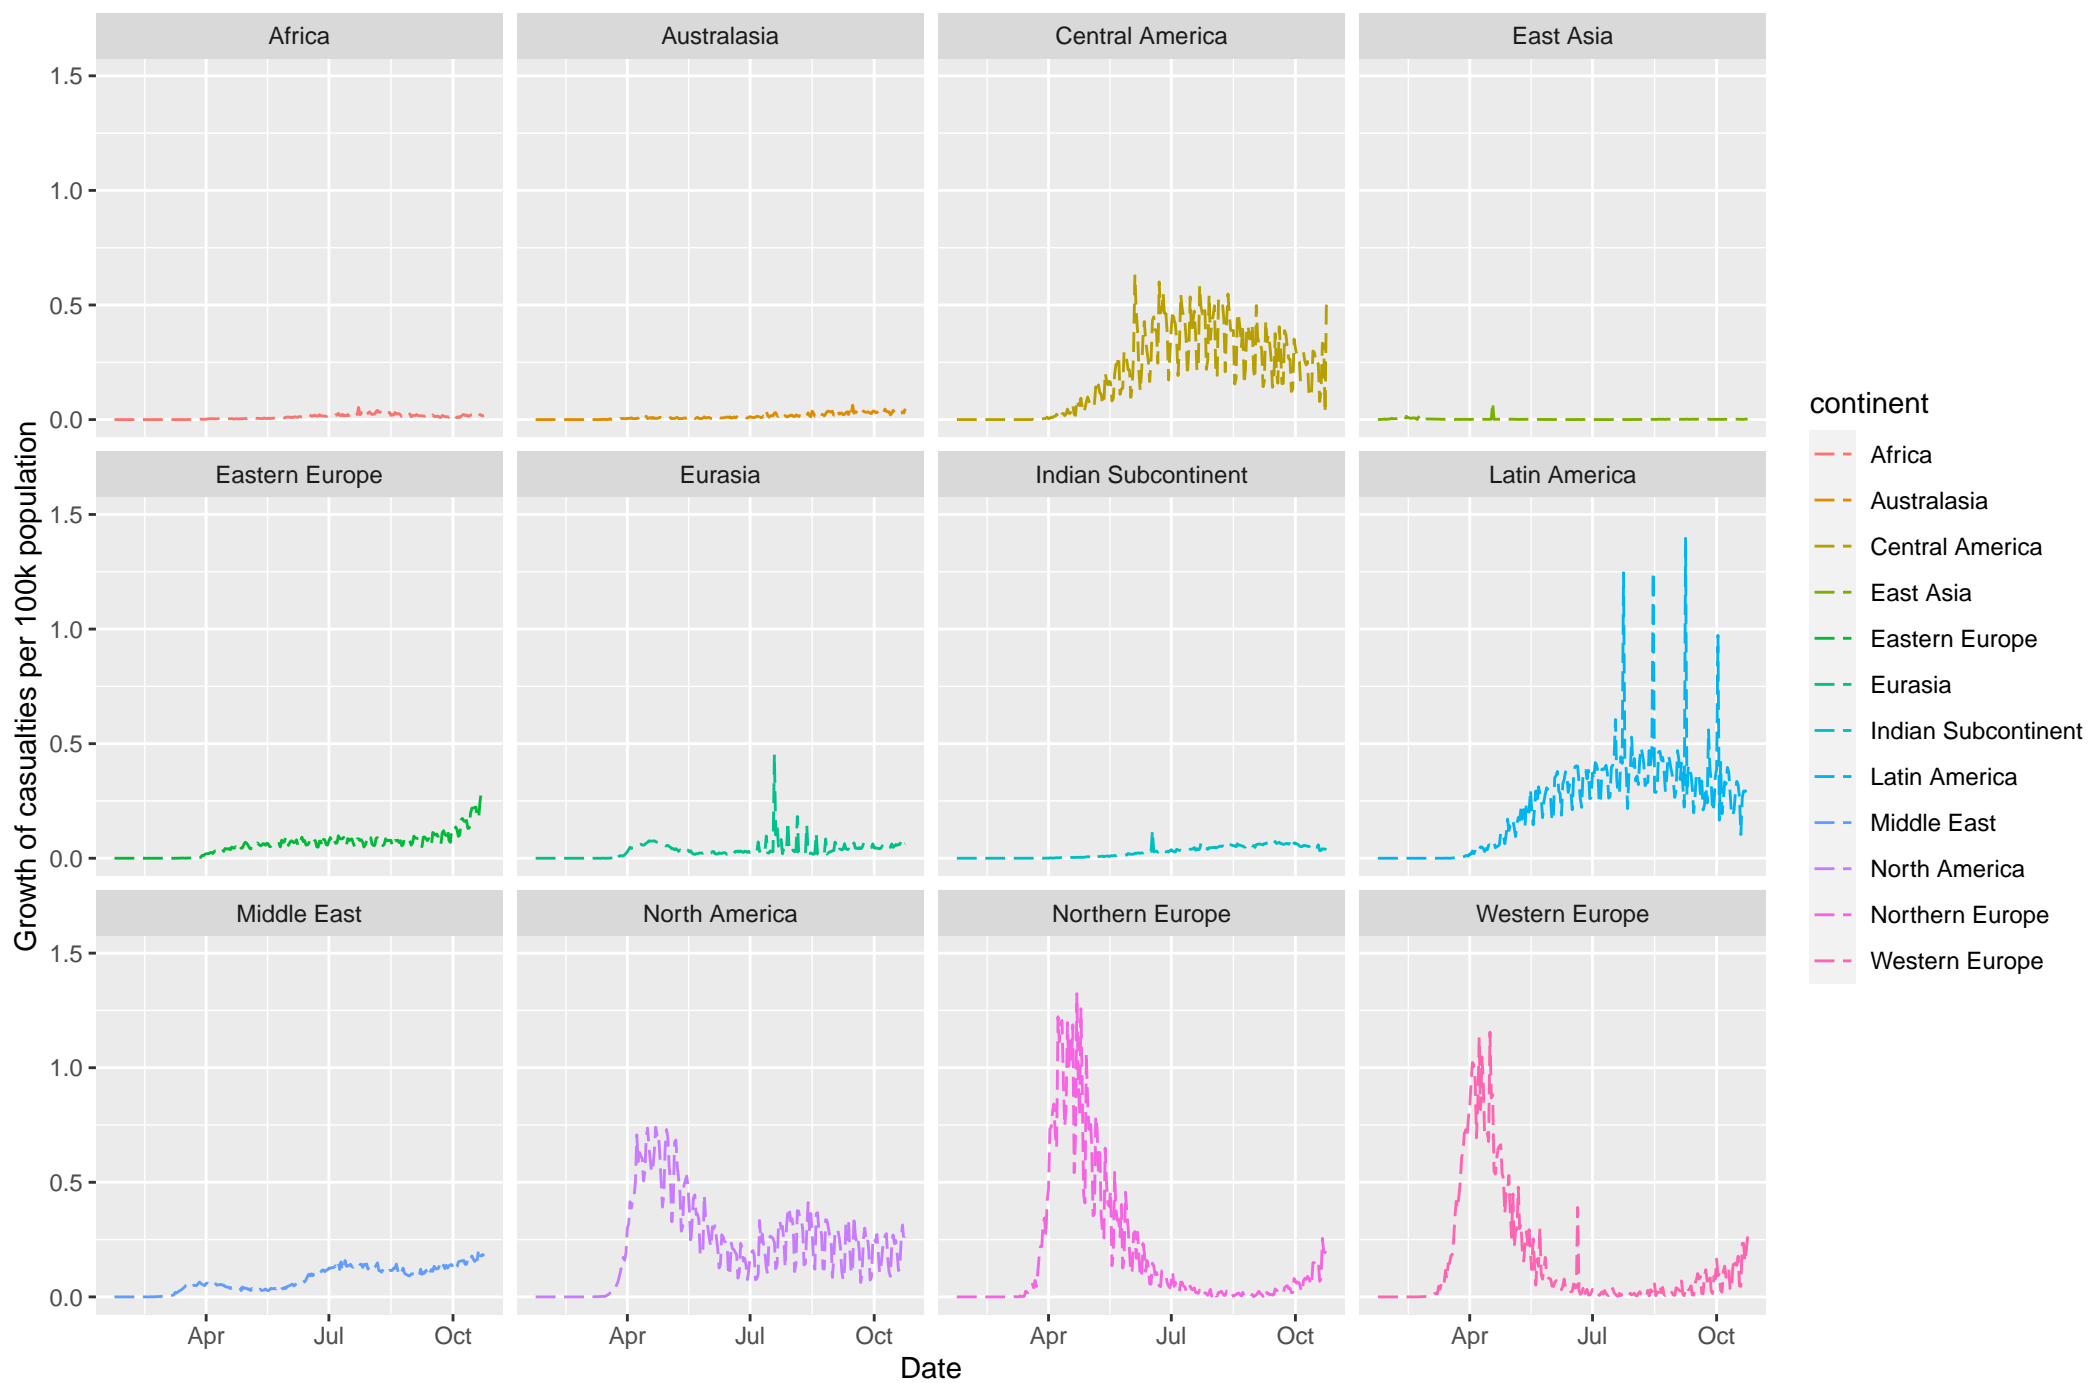 Africa
Australasia
Central America
East Asia
1.5
1.0
0.5
0.0
Eastern Europe
Eurasia
Indian Subcontinent
Latin America
1.5
1.0
0.5
0.0
Middle East
North America
Northern Europe
Western Europe
1.5
1.0
0.5
0.0
Apr Jul Oct
Apr Jul Oct
Apr Jul Oct
Apr Jul Oct
Date
Growth of casualties per 100k population
continent
Africa
Australasia
Central America
East Asia
Eastern Europe
Eurasia
Indian Subcontinent
Latin America
Middle East
North America
Northern Europe
Western Europe